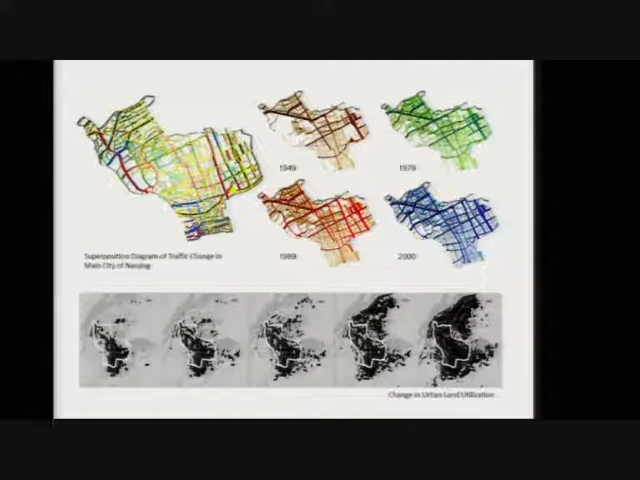 1949
1979
1989
2000
Superposition Diagram of Traffic Change in
Main City of Nanjing
Change in Urban Land Utilization